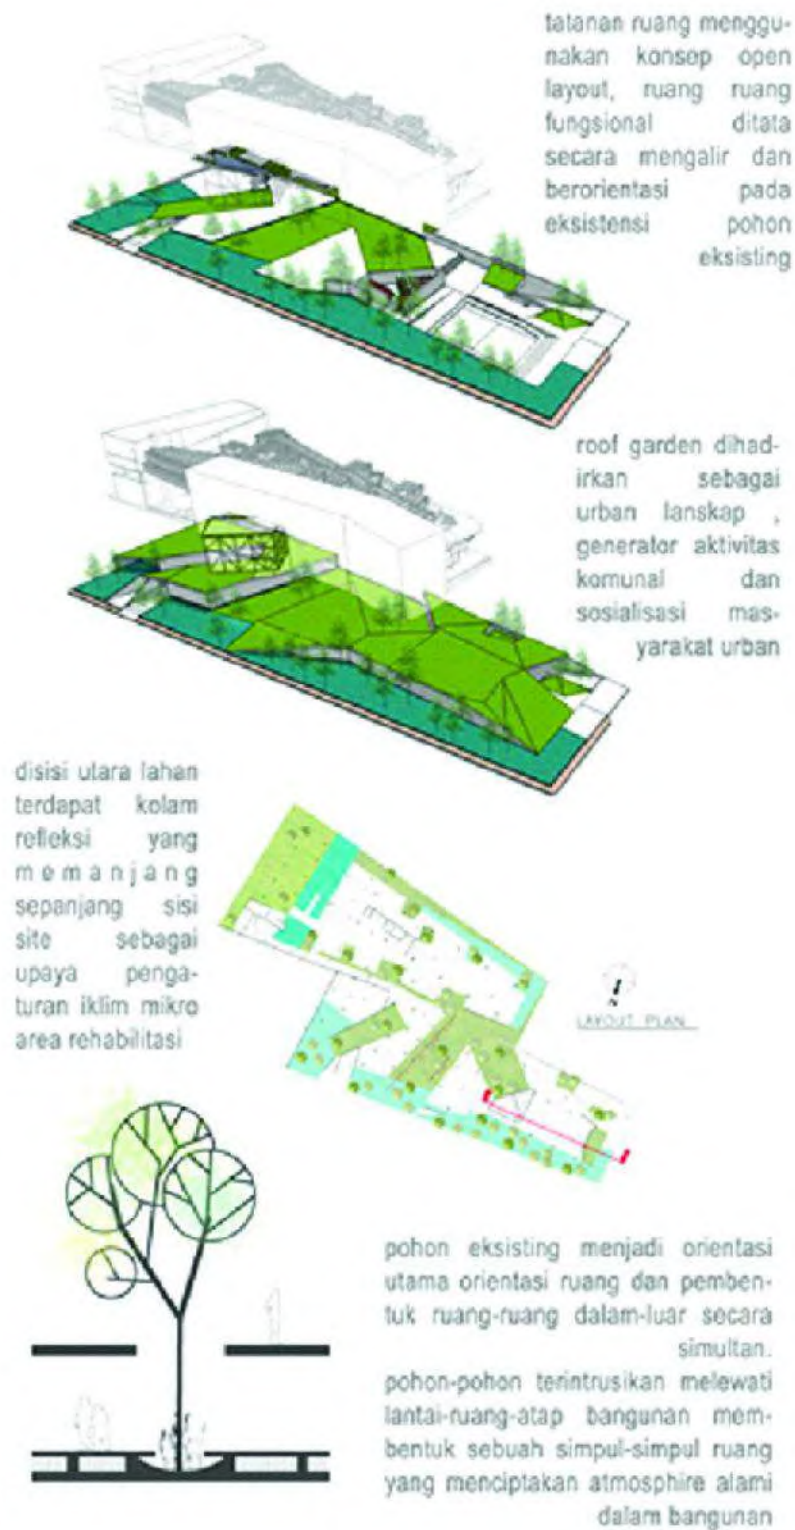 tatanan ruang menggu-
nakan konsep open
layout, ruang ruang
fungsional ditata
secara mengalir dan
berorientasi pada
eksistensi pohon
eksisting
roof garden dihad-
irkan sebagai
urban lanskap ,
generator aktivitas
komunal dan
sosialisasi mas-
yarakat urban
disisi utara lahan
terdapat kolam
refleksi yang
memanjang
sepanjang sisi
site sebagai
upaya penga-
turan iklim mikro
area rehabilitasi
LAYOUT PLAN
pohon eksisting menjadi orientasi
utama orientasi ruang dan pemben-
tuk ruang-ruang dalam-luar secara
simultan.
pohon-pohon terintrusikan melewati
lantai-ruang-atap bangunan mem-
bentuk sebuah simpul-simpul ruang
yang menciptakan atmosphire alami
dalam bangunan